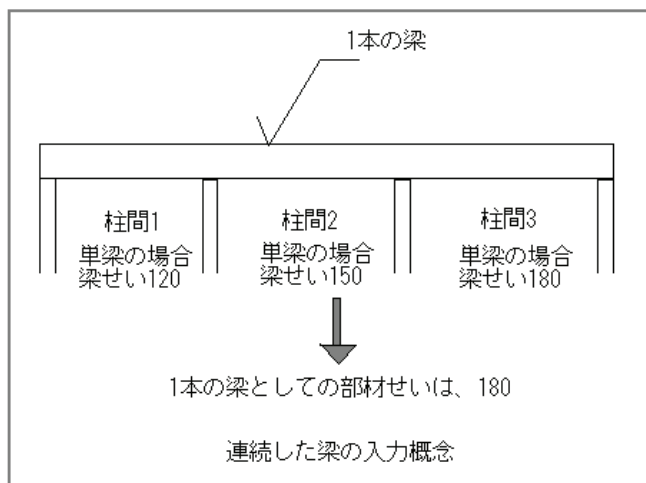 1本の梁
柱間1
単梁の場合
梁せい120
柱間2
単梁の場合
梁せい150
柱間3
単梁の場合
梁せい180
1本の梁としての部材せいは、180
連続した梁の入力概念